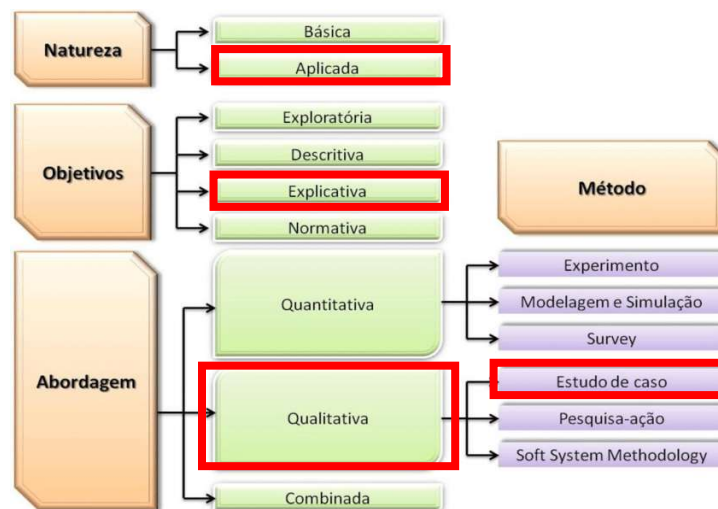 Natureza
Básica
Aplicada
Objetivos
Exploratória
Descritiva
Explicativa
Normativa
Método
Abordagem
Quantitativa
Experimento
Modelagem e Simulação
Survey
Qualitativa
Estudo de caso
Pesquisa-ação
Soft System Methodology
Combinada